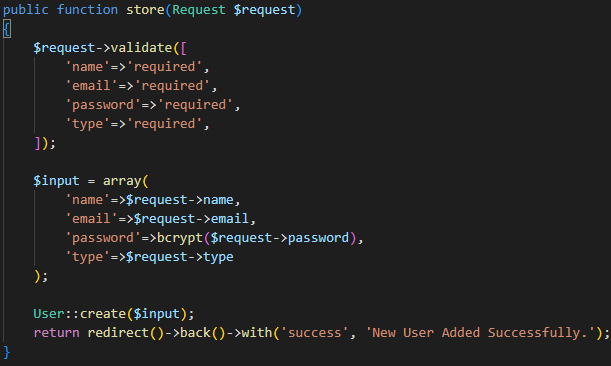 public function store(Request $request)
{
    $request->validate([
        'name'=>'required',
        'email'=>'required',
        'password'=>'required',
        'type'=>'required',
    ]);
    $input = array(
        'name'=>$request->name,
        'email'=>$request->email,
        'password'=>bcrypt($request->password),
        'type'=>$request->type
    );
    User::create($input);
    return redirect()->back()->with('success', 'New User Added Successfully.');
}